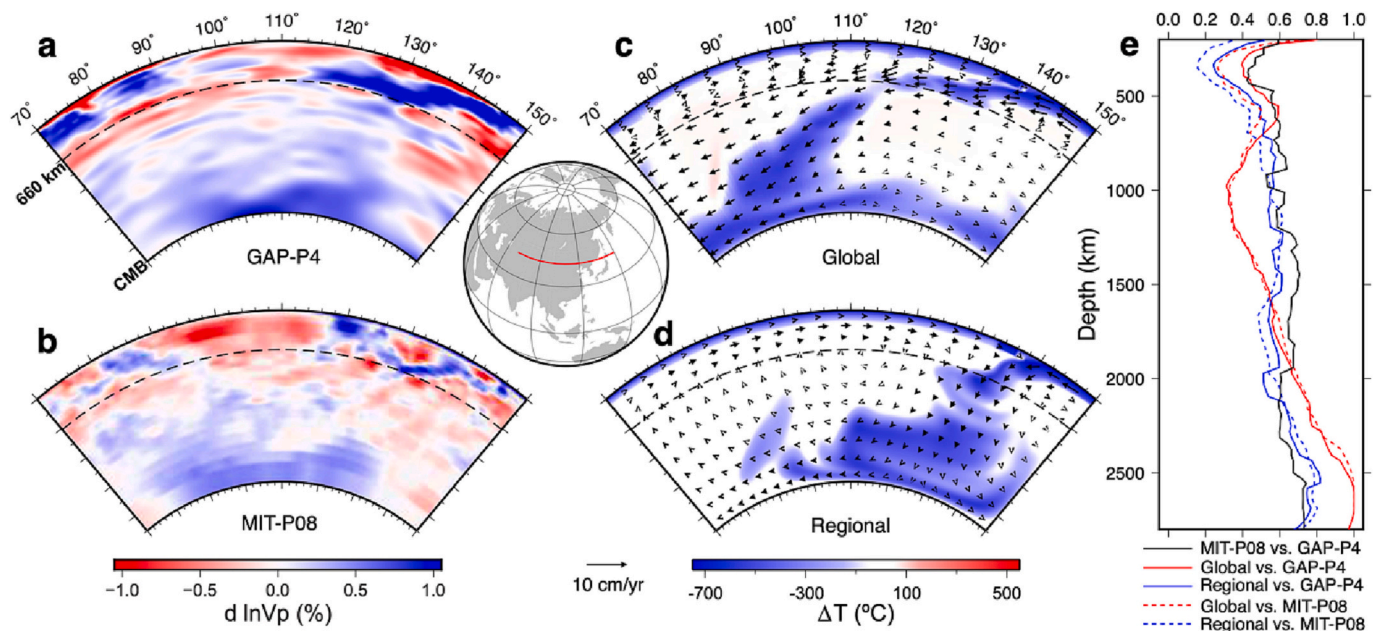 a
70° 80° 90° 100° 110° 120° 130° 140° 150°
660 km
CMB
GAP-P4
b
MIT-P08
−1.0 −0.5 0.0 0.5 1.0
d lnVp (%)
c
70° 80° 90° 100° 110° 120° 130° 140° 150°
Global
d
Regional
10 cm/yr
-700 -300 100 500
ΔT (ºC)
e
0.0 0.2 0.4 0.6 0.8 1.0
500
1000
1500
2000
2500
Depth (km)
MIT-P08 vs. GAP-P4
Global vs. GAP-P4
Regional vs. GAP-P4
Global vs. MIT-P08
Regional vs. MIT-P08